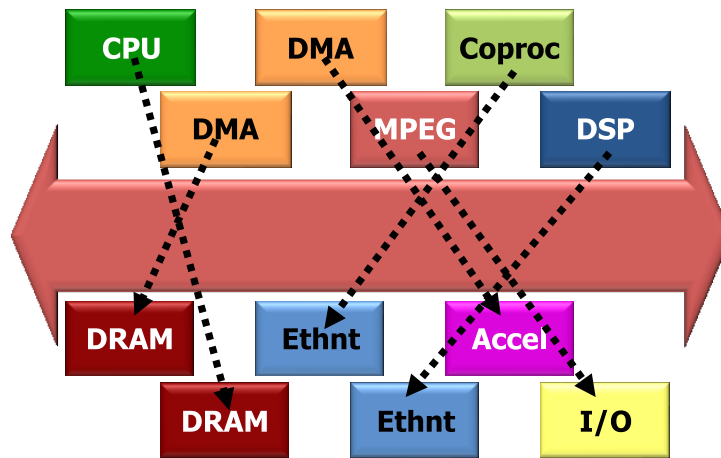 CPU
DMA
Coproc
DMA
MPEG
DSP
DRAM
Ethnt
Accel
DRAM
Ethnt
I/O